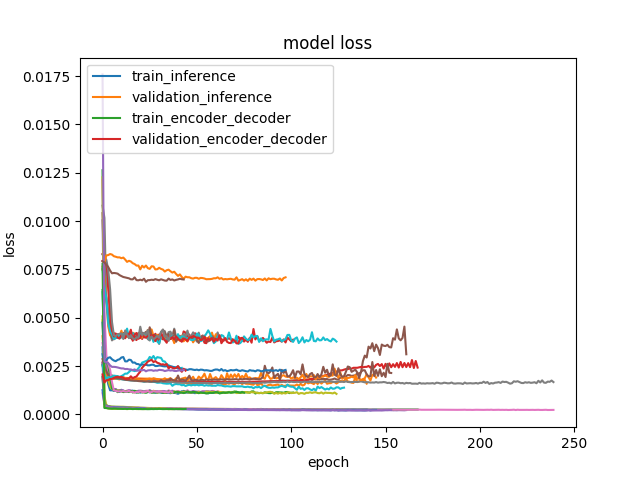 model loss
train_inference
validation_inference
train_encoder_decoder
validation_encoder_decoder
0.0175
0.0150
0.0125
0.0100
0.0075
0.0050
0.0025
0.0000
loss
0 50 100 150 200 250
epoch